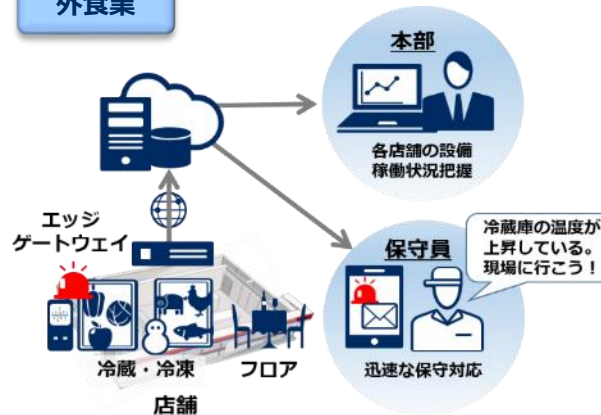 外食業
本部
各店舗の設備
稼働状況把握
エッジ
ゲートウェイ
冷蔵庫の温度が
上昇している。
現場に行こう！
保守員
冷蔵・冷凍
フロア
迅速な保守対応
店舗